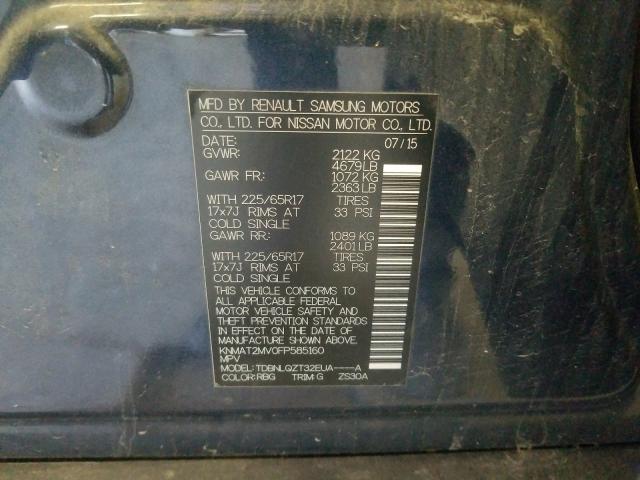 MFD BY RENAULT SAMSUNG MOTORS
CO., LTD. FOR NISSAN MOTOR CO., LTD.
DATE: 07/15
GVWR: 2122 KG
4679 LB
GAWR FR: 1072 KG
2363 LB
WITH 225/65R17 TIRES
17x7J RIMS AT 33 PSI
COLD SINGLE
GAWR RR: 1089 KG
2401 LB
WITH 225/65R17 TIRES
17x7J RIMS AT 33 PSI
COLD SINGLE
THIS VEHICLE CONFORMS TO
ALL APPLICABLE FEDERAL
MOTOR VEHICLE SAFETY AND
THEFT PREVENTION STANDARDS
IN EFFECT ON THE DATE OF
MANUFACTURE SHOWN ABOVE.
KNMAT2MV0FP585160
MPV
MODEL: TDBNLQZT32EUA----A
COLOR: RBG TRIM: G ZS30A